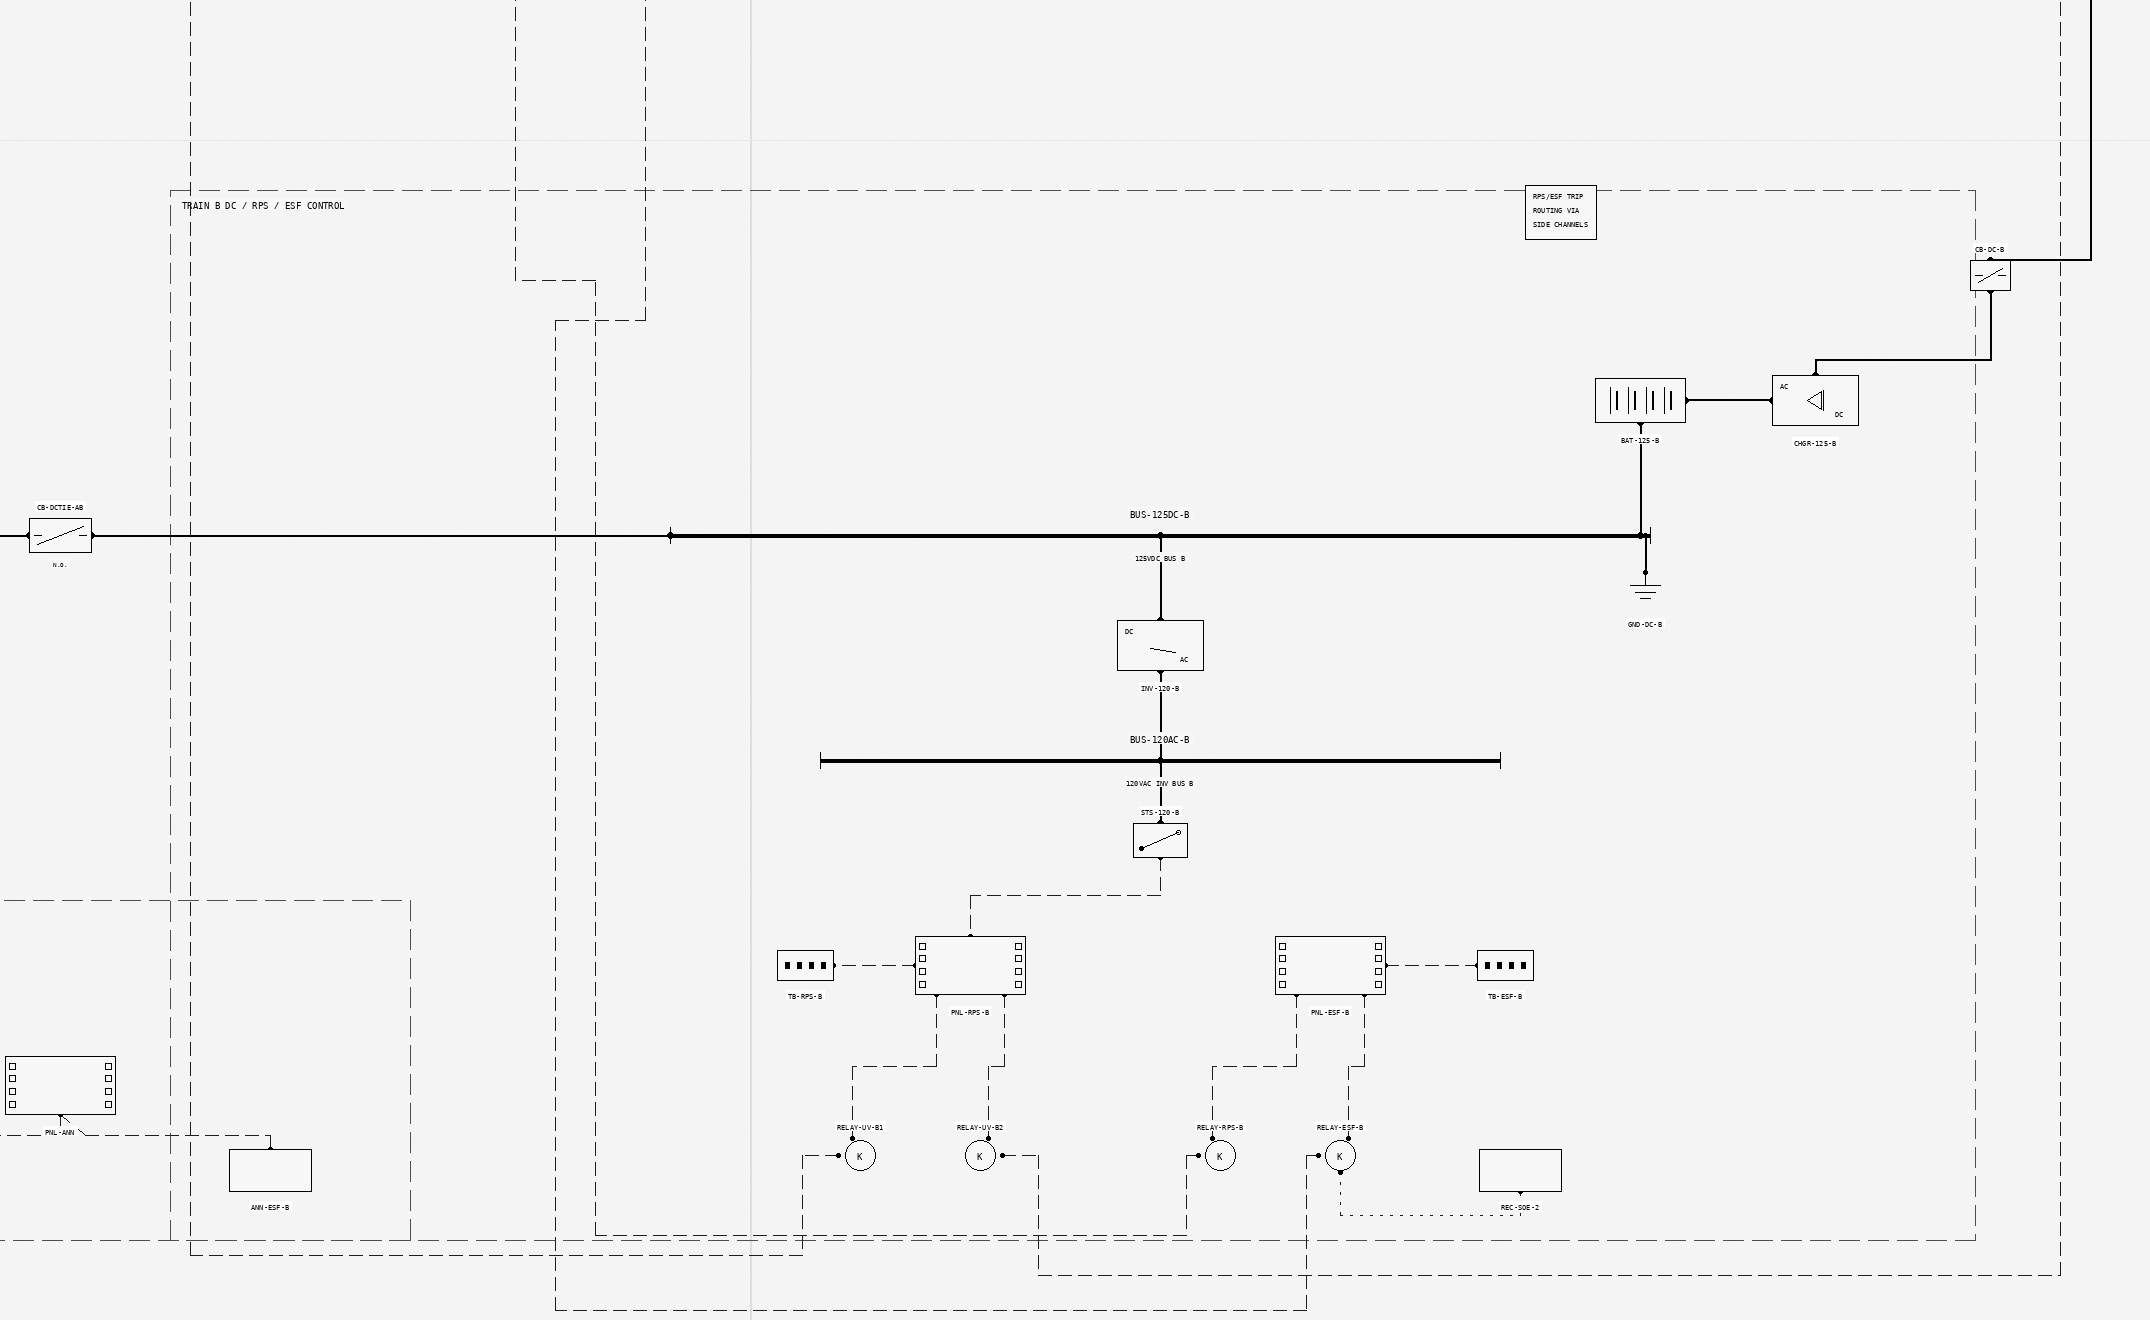 TRAIN B DC / RPS / ESF CONTROL
RPS/ESF TRIP
ROUTING VIA
SIDE CHANNELS
CB-DC-B
AC
DC
CHGR-125-B
BAT-125-B
CB-DCTIE-AB
N.O.
BUS-125DC-B
125VDC BUS B
GND-DC-B
DC
AC
INV-120-B
BUS-120AC-B
120VAC INV BUS B
STS-120-B
TB-RPS-B
PNL-RPS-B
PNL-ESF-B
TB-ESF-B
RELAY-UV-B1
RELAY-UV-B2
RELAY-RPS-B
RELAY-ESF-B
K
K
K
K
PNL-ANN
ANN-ESF-B
REC-SOE-2